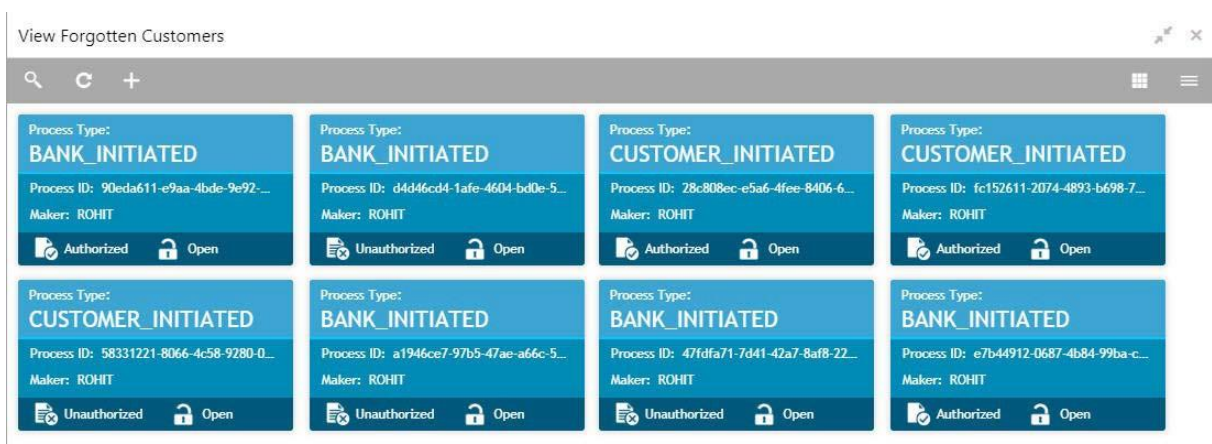 View Forgotten Customers
Process Type:
BANK_INITIATED
Process ID: 90eda611-e9aa-4bde-9e92-...
Maker: ROHIT
Authorized Open
Process Type:
BANK_INITIATED
Process ID: d4d46cd4-1afe-4604-bd0e-5...
Maker: ROHIT
Unauthorized Open
Process Type:
CUSTOMER_INITIATED
Process ID: 28c808ec-e5a6-4fee-8406-6...
Maker: ROHIT
Authorized Open
Process Type:
CUSTOMER_INITIATED
Process ID: fc152611-2074-4893-b698-7...
Maker: ROHIT
Authorized Open
Process Type:
CUSTOMER_INITIATED
Process ID: 58331221-8066-4c58-9280-0...
Maker: ROHIT
Unauthorized Open
Process Type:
BANK_INITIATED
Process ID: a1946ce7-97b5-47ae-a66c-5...
Maker: ROHIT
Unauthorized Open
Process Type:
BANK_INITIATED
Process ID: 47fdfa71-7d41-42a7-8af8-22...
Maker: ROHIT
Unauthorized Open
Process Type:
BANK_INITIATED
Process ID: e7b44912-0687-4b84-99ba-c...
Maker: ROHIT
Authorized Open